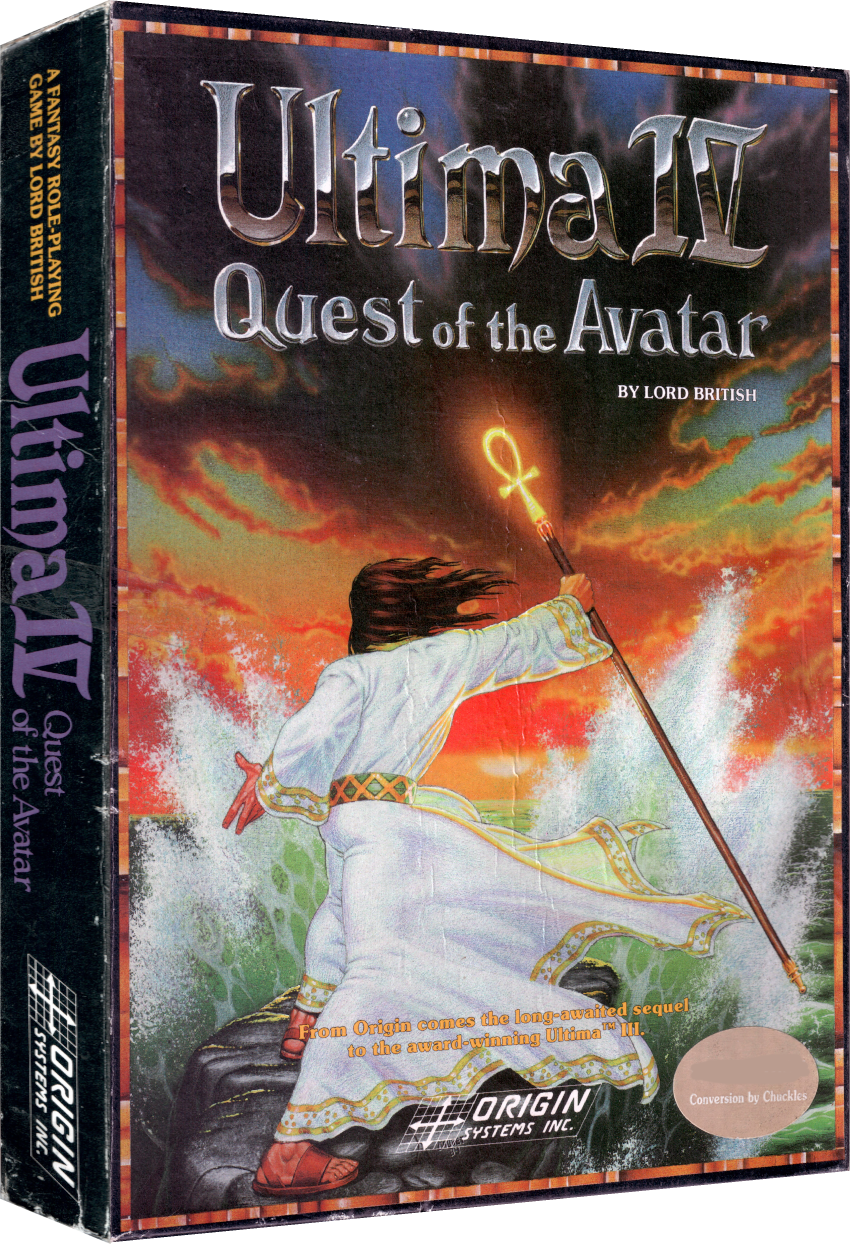 A FANTASY ROLE-PLAYING
GAME BY LORD BRITISH
Ultima IV
Quest
of the Avatar
ORIGIN
SYSTEMS INC.
Ultima IV
Quest of the Avatar
BY LORD BRITISH
From Origin comes the long-awaited sequel
to the award-winning Ultima™ III.
ORIGIN
SYSTEMS INC.
Conversion by Chuckles